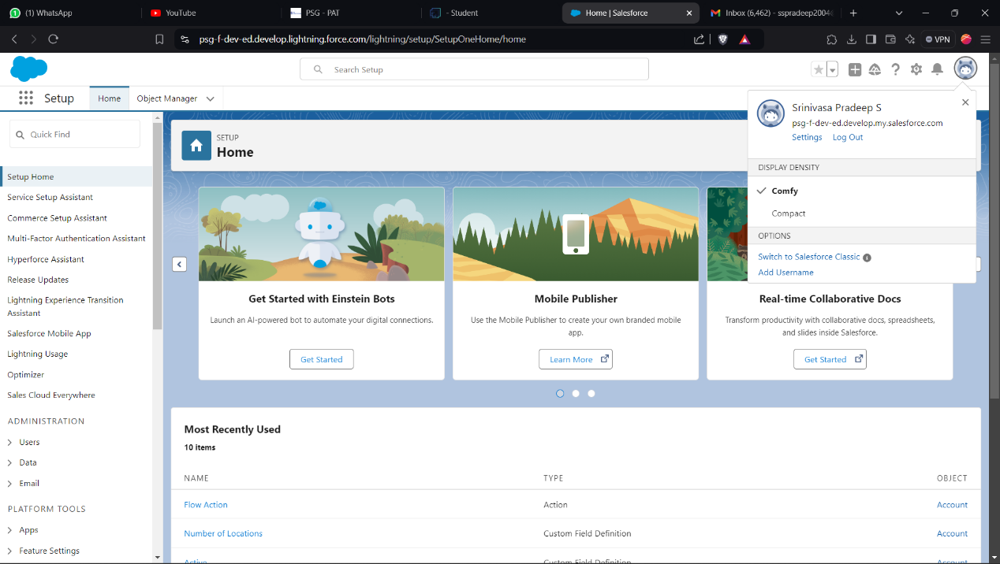 (1) WhatsApp
YouTube
PSG - PAT
- Student
Home | Salesforce
Inbox (6,462) - sspradeep2004
psg-f-dev-ed.develop.lightning.force.com/lightning/setup/SetupOneHome/home
VPN
Search Setup
Setup
Home
Object Manager
Quick Find
Setup Home
Service Setup Assistant
Commerce Setup Assistant
Multi-Factor Authentication Assistant
Hyperforce Assistant
Release Updates
Lightning Experience Transition
Assistant
Salesforce Mobile App
Lightning Usage
Optimizer
Sales Cloud Everywhere
ADMINISTRATION
Users
Data
Email
PLATFORM TOOLS
Apps
Feature Settings
SETUP
Home
Srinivasa Pradeep S
psg-f-dev-ed.develop.my.salesforce.com
Settings Log Out
DISPLAY DENSITY
Comfy
Compact
OPTIONS
Switch to Salesforce Classic
Add Username
Get Started with Einstein Bots
Launch an AI-powered bot to automate your digital connections.
Get Started
Mobile Publisher
Use the Mobile Publisher to create your own branded mobile
app.
Learn More
Real-time Collaborative Docs
Transform productivity with collaborative docs, spreadsheets,
and slides inside Salesforce.
Get Started
Most Recently Used
10 items
NAME TYPE OBJECT
Flow Action Action Account
Number of Locations Custom Field Definition Account
Active Custom Field Definition Account